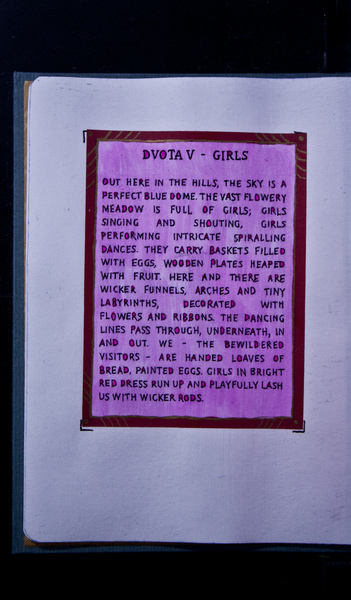 DVOTA V - GIRLS
OUT HERE IN THE HILLS, THE SKY IS A
PERFECT BLUE DOME. THE VAST FLOWERY
MEADOW IS FULL OF GIRLS; GIRLS
SINGING AND SHOUTING, GIRLS
PERFORMING INTRICATE SPIRALLING
DANCES. THEY CARRY BASKETS FILLED
WITH EGGS, WOODEN PLATES HEAPED
WITH FRUIT. HERE AND THERE ARE
WICKER FUNNELS, ARCHES AND TINY
LABYRINTHS, DECORATED WITH
FLOWERS AND RIBBONS. THE DANCING
LINES PASS THROUGH, UNDERNEATH, IN
AND OUT. WE - THE BEWILDERED
VISITORS - ARE HANDED LOAVES OF
BREAD, PAINTED EGGS. GIRLS IN BRIGHT
RED DRESS RUN UP AND PLAYFULLY LASH
US WITH WICKER RODS.